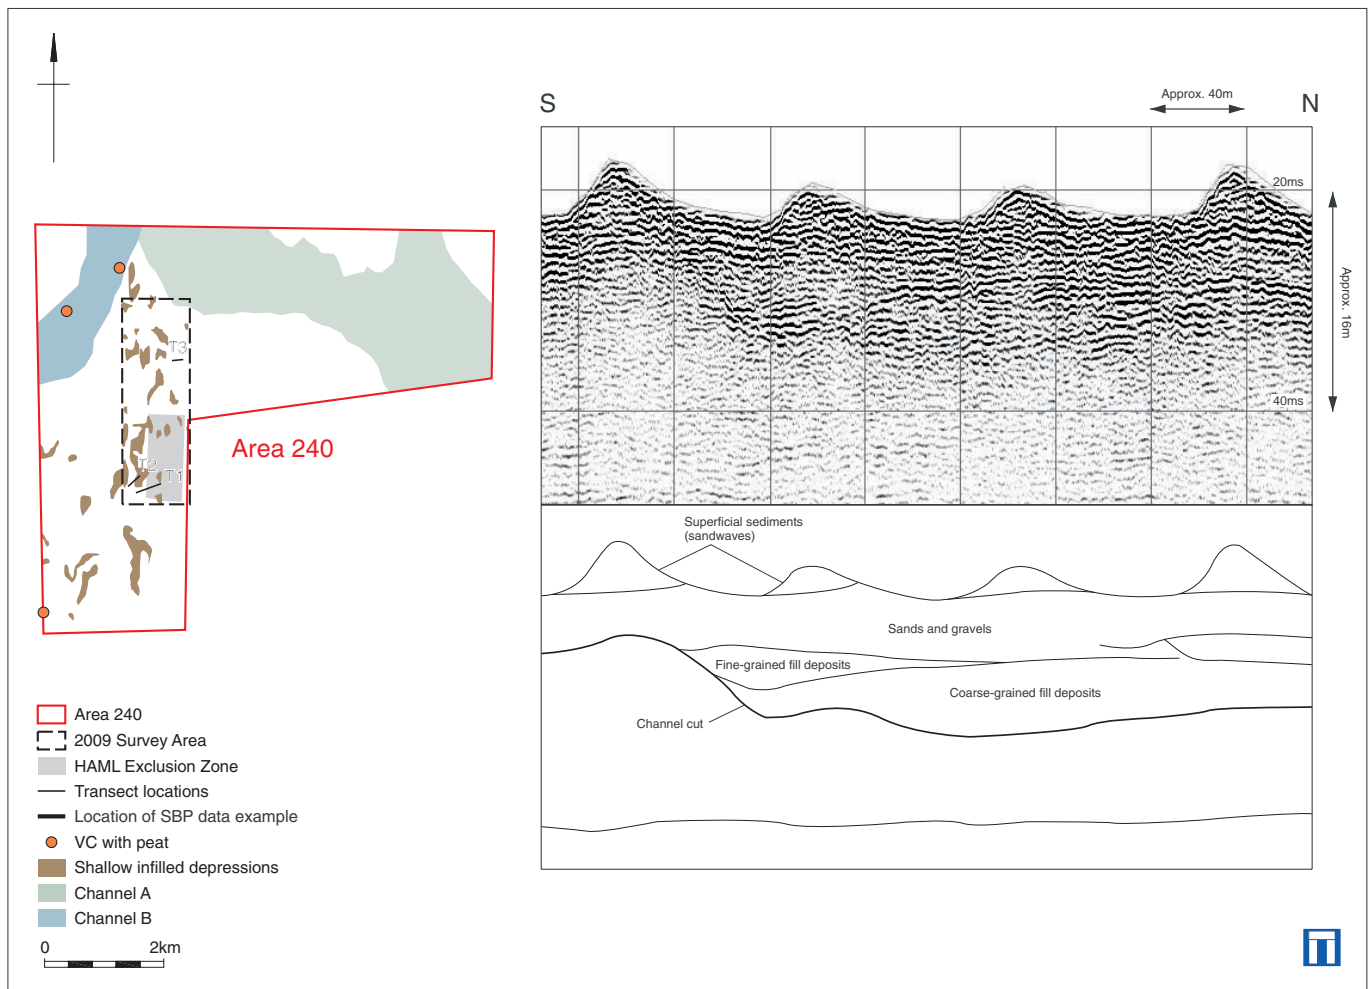 S
Approx. 40m
N
20ms
Approx. 16m
40ms
T3
Area 240
T2
T1
Superficial sediments
(sandwaves)
Sands and gravels
Fine-grained fill deposits
Coarse-grained fill deposits
Channel cut
Area 240
2009 Survey Area
HAML Exclusion Zone
Transect locations
Location of SBP data example
VC with peat
Shallow infilled depressions
Channel A
Channel B
0 2km